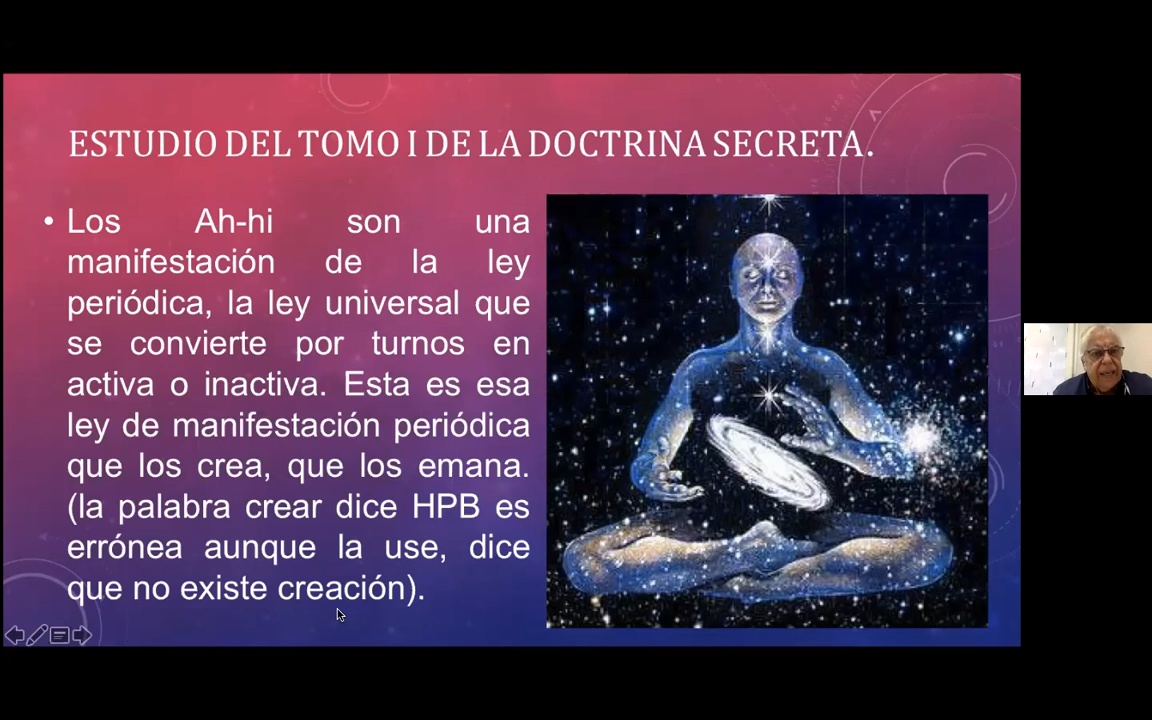 ESTUDIO DEL TOMO I DE LA DOCTRINA SECRETA.
• Los Ah-hi son una
manifestación de la ley
periódica, la ley universal que
se convierte por turnos en
activa o inactiva. Esta es esa
ley de manifestación periódica
que los crea, que los emana.
(la palabra crear dice HPB es
errónea aunque la use, dice
que no existe creación).